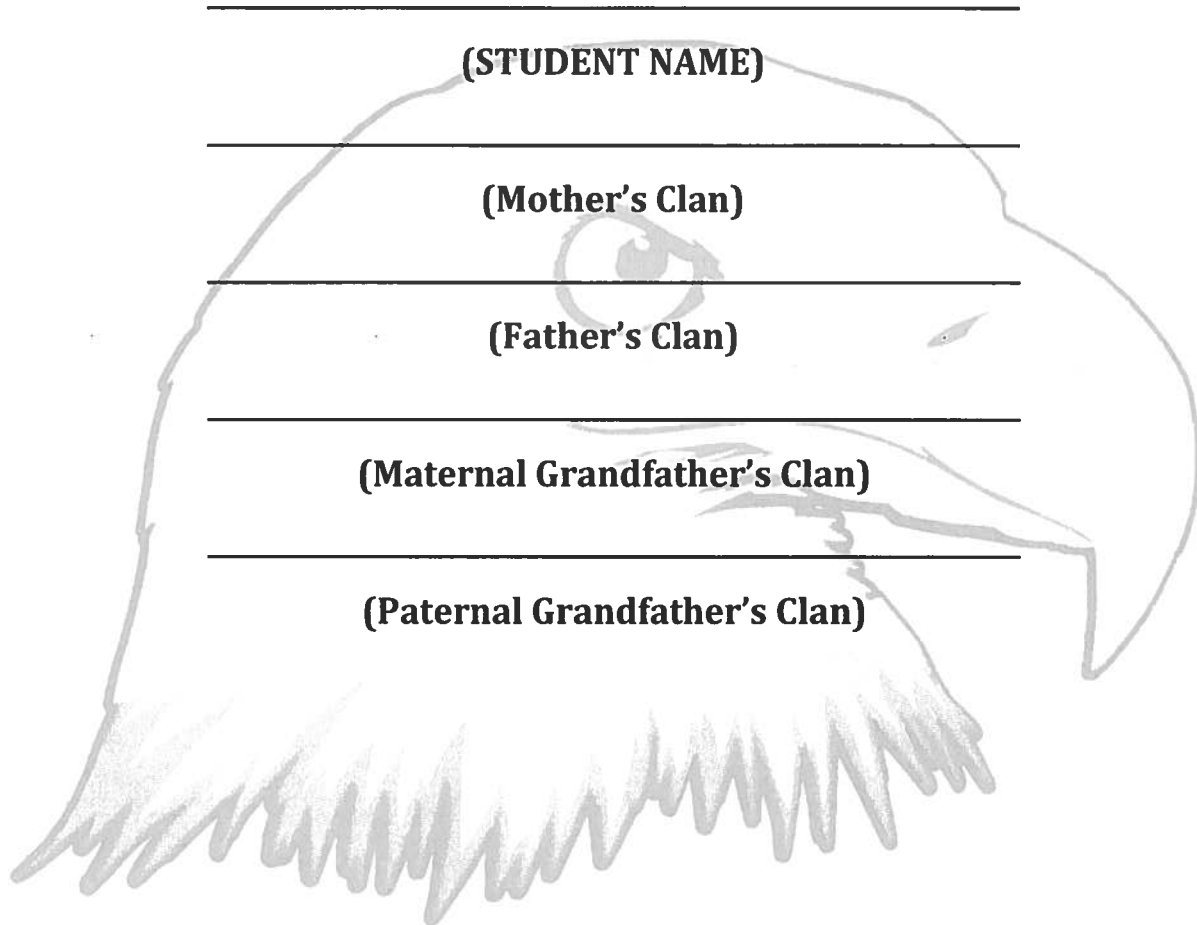 (STUDENT NAME)
(Mother’s Clan)
(Father’s Clan)
(Maternal Grandfather’s Clan)
(Paternal Grandfather’s Clan)